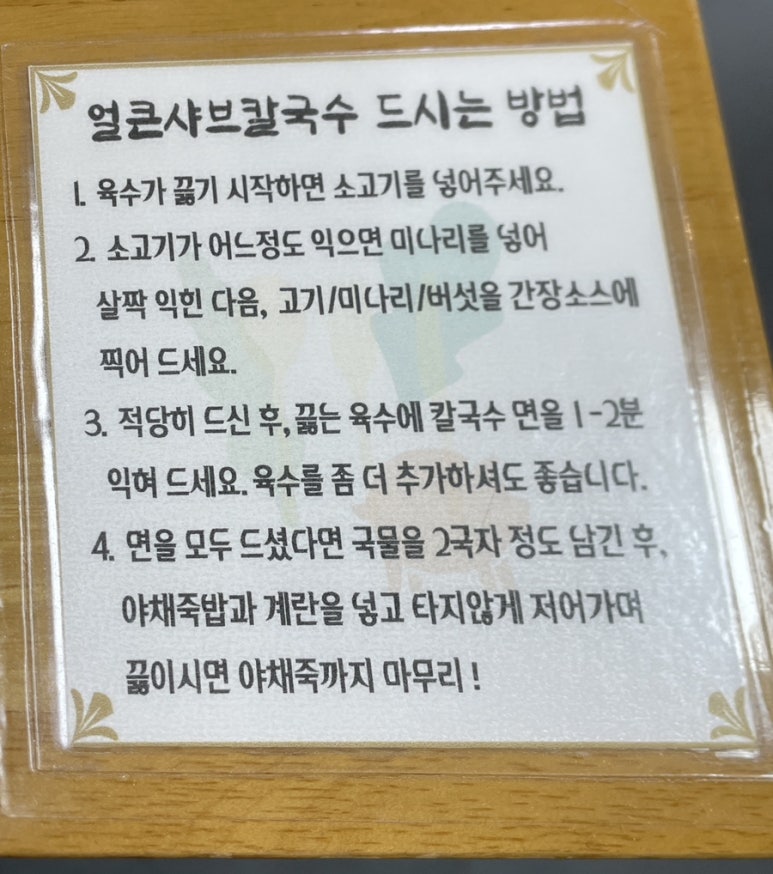 얼큰샤브칼국수 드시는 방법
1. 육수가 끓기 시작하면 소고기를 넣어주세요.
2. 소고기가 어느정도 익으면 미나리를 넣어
살짝 익힌 다음, 고기/미나리/버섯을 간장소스에
찍어 드세요.
3. 적당히 드신 후, 끓는 육수에 칼국수 면을 1-2분
익혀 드세요. 육수를 좀 더 추가하셔도 좋습니다.
4. 면을 모두 드셨다면 국물을 2국자 정도 남긴 후,
야채죽밥과 계란을 넣고 타지않게 저어가며
끓이시면 야채죽까지 마무리!